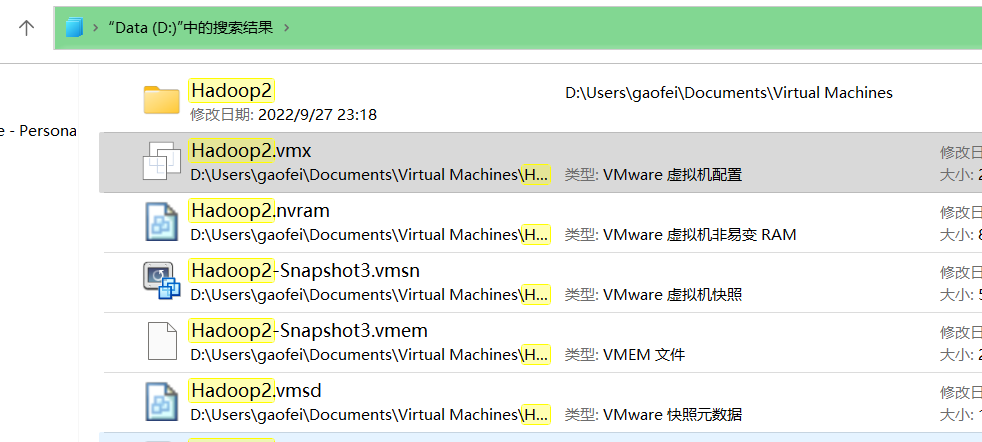 “Data (D:)”中的搜索结果
Hadoop2
D:\Users\gaofei\Documents\Virtual Machines
修改日期: 2022/9/27 23:18
e - Persona
Hadoop2.vmx
修改日
D:\Users\gaofei\Documents\Virtual Machines\H...
类型: VMware 虚拟机配置
大小: 2
Hadoop2.nvram
修改日
D:\Users\gaofei\Documents\Virtual Machines\H...
类型: VMware 虚拟机非易变 RAM
大小: 8
Hadoop2-Snapshot3.vmsn
修改日
D:\Users\gaofei\Documents\Virtual Machines\H...
类型: VMware 虚拟机快照
大小: 5
Hadoop2-Snapshot3.vmem
修改日
D:\Users\gaofei\Documents\Virtual Machines\H...
类型: VMEM 文件
大小: 2
Hadoop2.vmsd
修改日
D:\Users\gaofei\Documents\Virtual Machines\H...
类型: VMware 快照元数据
大小: 1